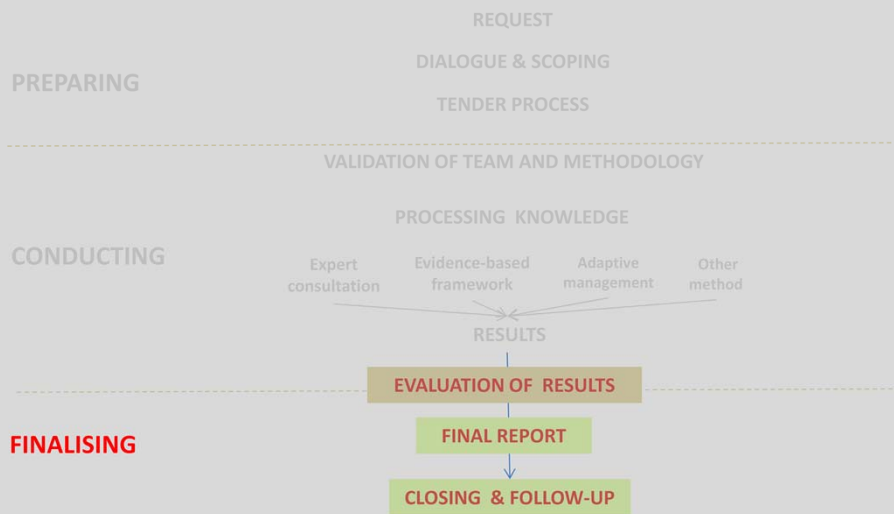 REQUEST
DIALOGUE & SCOPING
PREPARING
TENDER PROCESS
VALIDATION OF TEAM AND METHODOLOGY
PROCESSING KNOWLEDGE
CONDUCTING
Expert
consultation
Evidence-based
framework
Adaptive
management
Other
method
RESULTS
EVALUATION OF RESULTS
FINALISING
FINAL REPORT
CLOSING & FOLLOW-UP